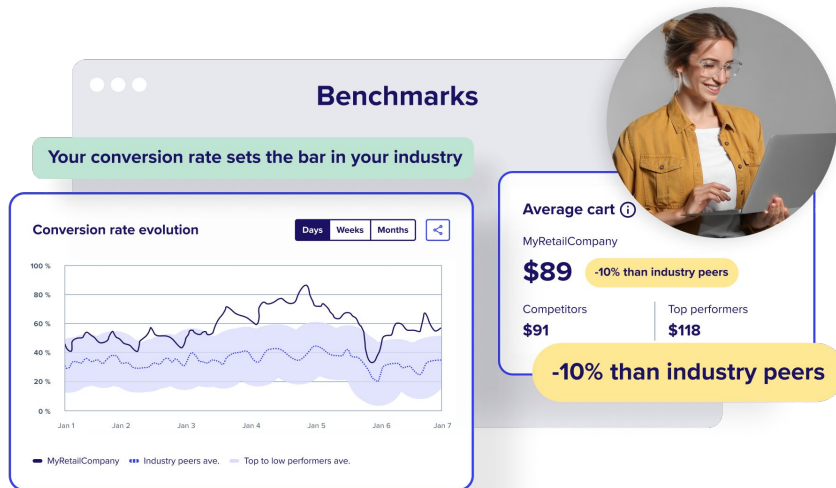 Benchmarks
Your conversion rate sets the bar in your industry
Conversion rate evolution
Days Weeks Months
100 %
80 %
60 %
40 %
20 %
0 %
Jan 1 Jan 2 Jan 3 Jan 4 Jan 5 Jan 6 Jan 7
MyRetailCompany Industry peers ave. Top to low performers ave.
Average cart
MyRetailCompany
$89 -10% than industry peers
Competitors Top performers
$91 $118
-10% than industry peers